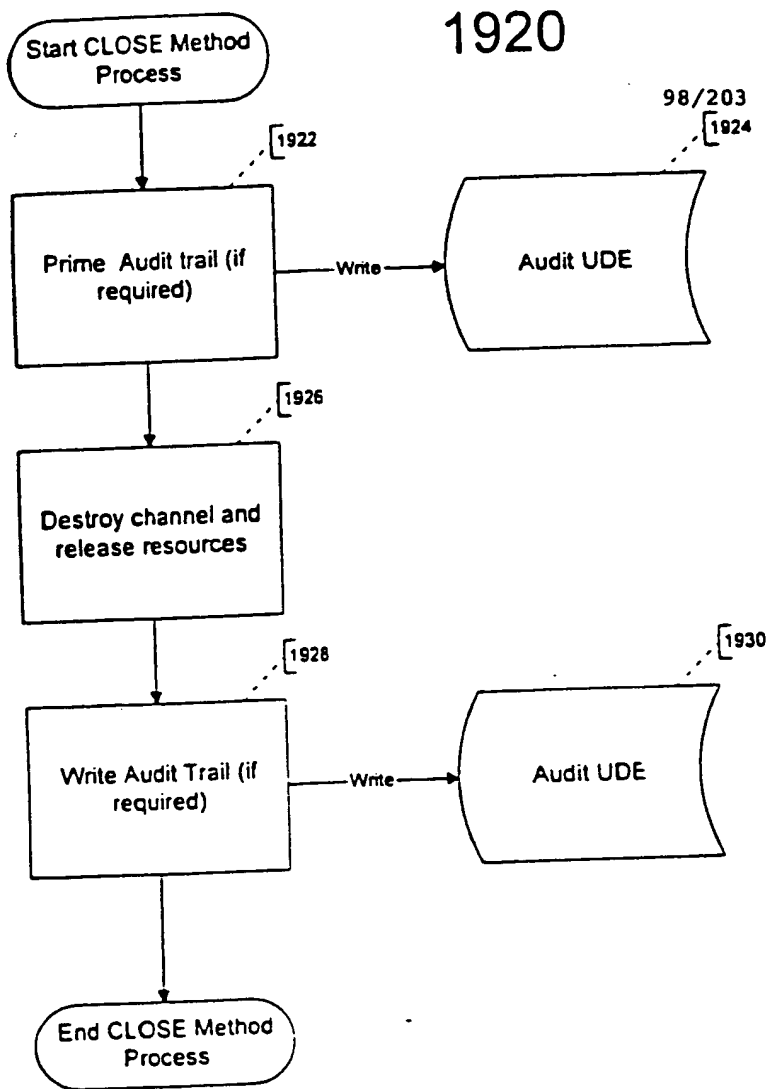 1920
Start CLOSE Method
Process
98/203
1922
1924
Prime Audit trail (if
required)
Write
Audit UDE
1926
Destroy channel and
release resources
1928
1930
Write Audit Trail (if
required)
Write
Audit UDE
End CLOSE Method
Process